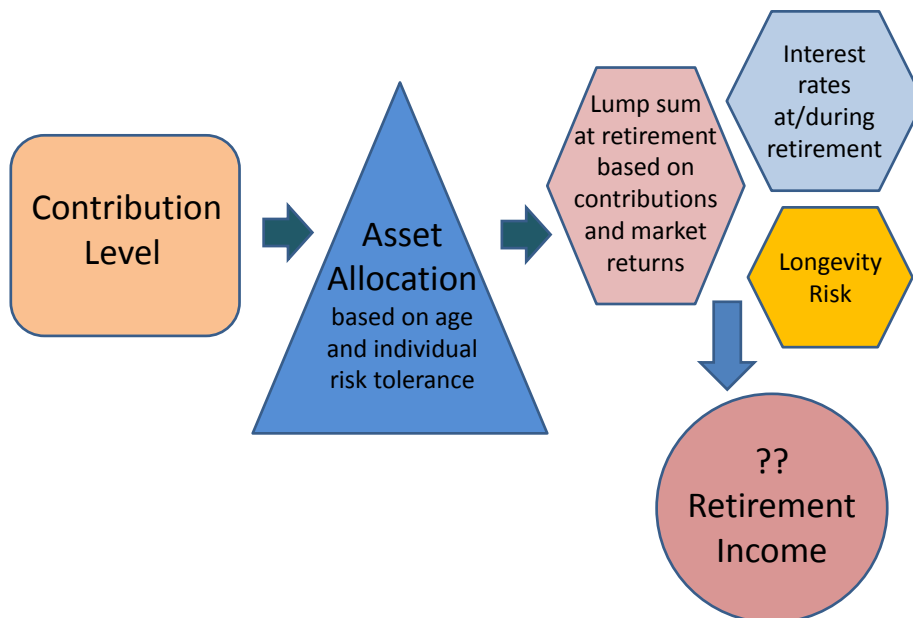 Contribution
Level
Asset
Allocation
based on age
and individual
risk tolerance
Lump sum
at retirement
based on
contributions
and market
returns
Interest
rates
at/during
retirement
Longevity
Risk
??
Retirement
Income